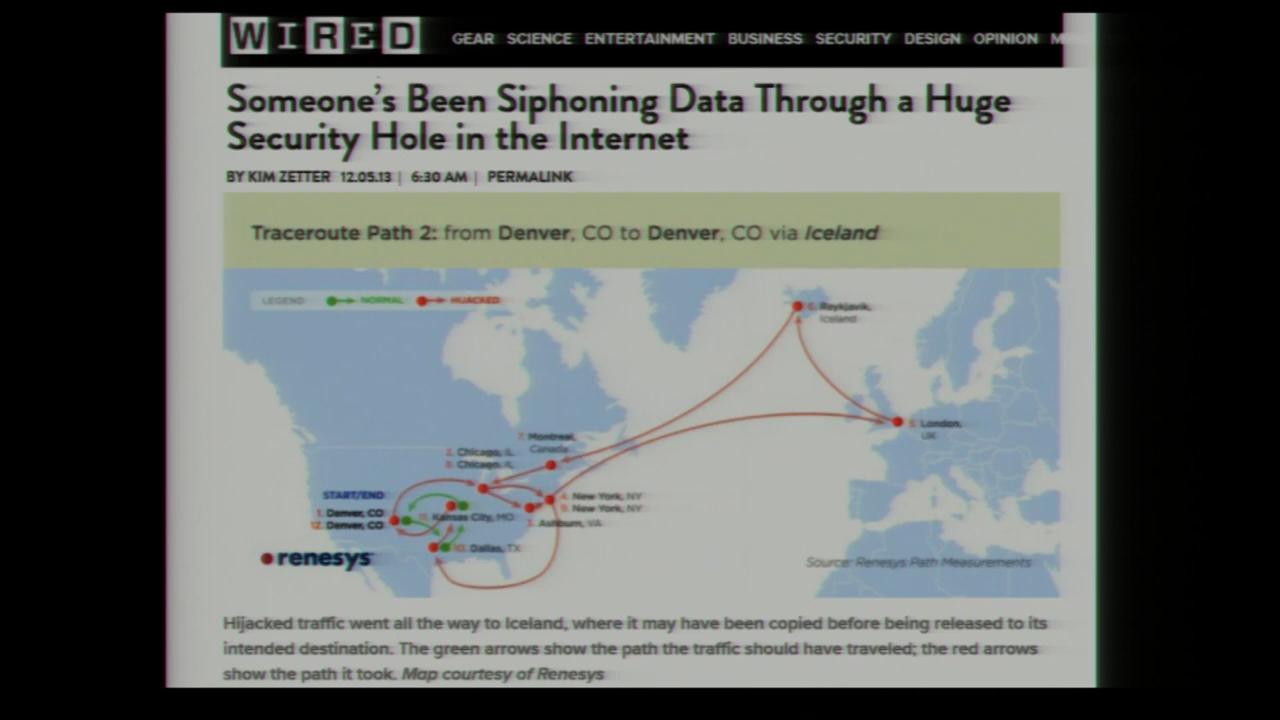 WIRED
GEAR SCIENCE ENTERTAINMENT BUSINESS SECURITY DESIGN OPINION M
Someone's Been Siphoning Data Through a Huge
Security Hole in the Internet
BY KIM ZETTER 12.05.13 | 6:30 AM | PERMALINK
Traceroute Path 2: from Denver, CO to Denver, CO via Iceland
LEGEND NORMAL HIJACKED
6. Reykjavik,
Iceland
5. London,
UK
7. Montreal,
Canada
2. Chicago, IL
8. Chicago, IL
START/END
1. Denver, CO
12. Denver, CO
4. New York, NY
9. New York, NY
11. Kansas City, MO
3. Ashburn, VA
10. Dallas, TX
renesys
Source: Renesys Path Measurements
Hijacked traffic went all the way to Iceland, where it may have been copied before being released to its
intended destination. The green arrows show the path the traffic should have traveled; the red arrows
show the path it took. Map courtesy of Renesys